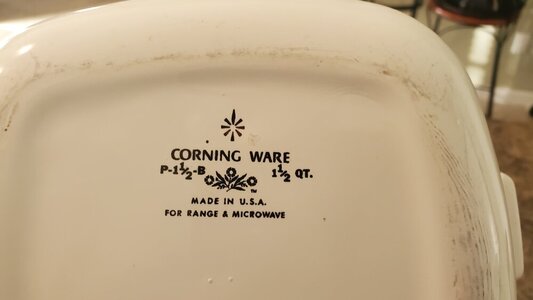 CORNING WARE
P-1½-B 1½ QT.
TM
MADE IN U.S.A.
FOR RANGE & MICROWAVE